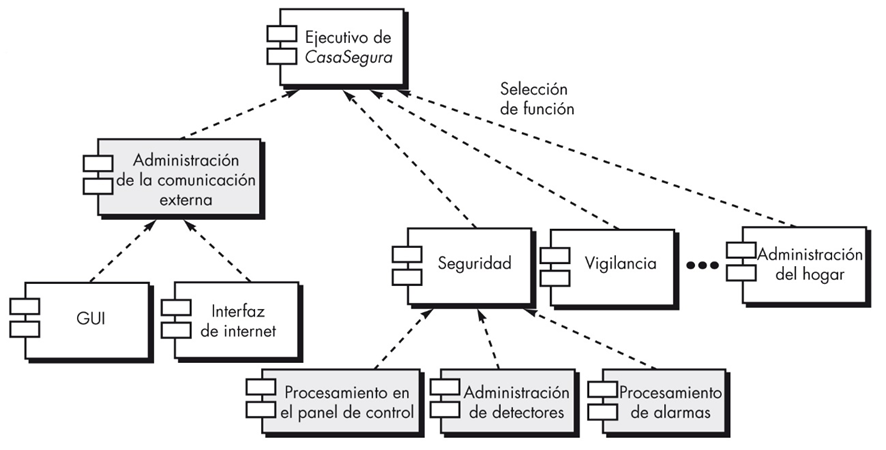 Ejecutivo de
CasaSegura
Selección
de función
Administración
de la comunicación
externa
Seguridad
Vigilancia
Administración
del hogar
GUI
Interfaz
de internet
Procesamiento en
el panel de control
Administración
de detectores
Procesamiento
de alarmas